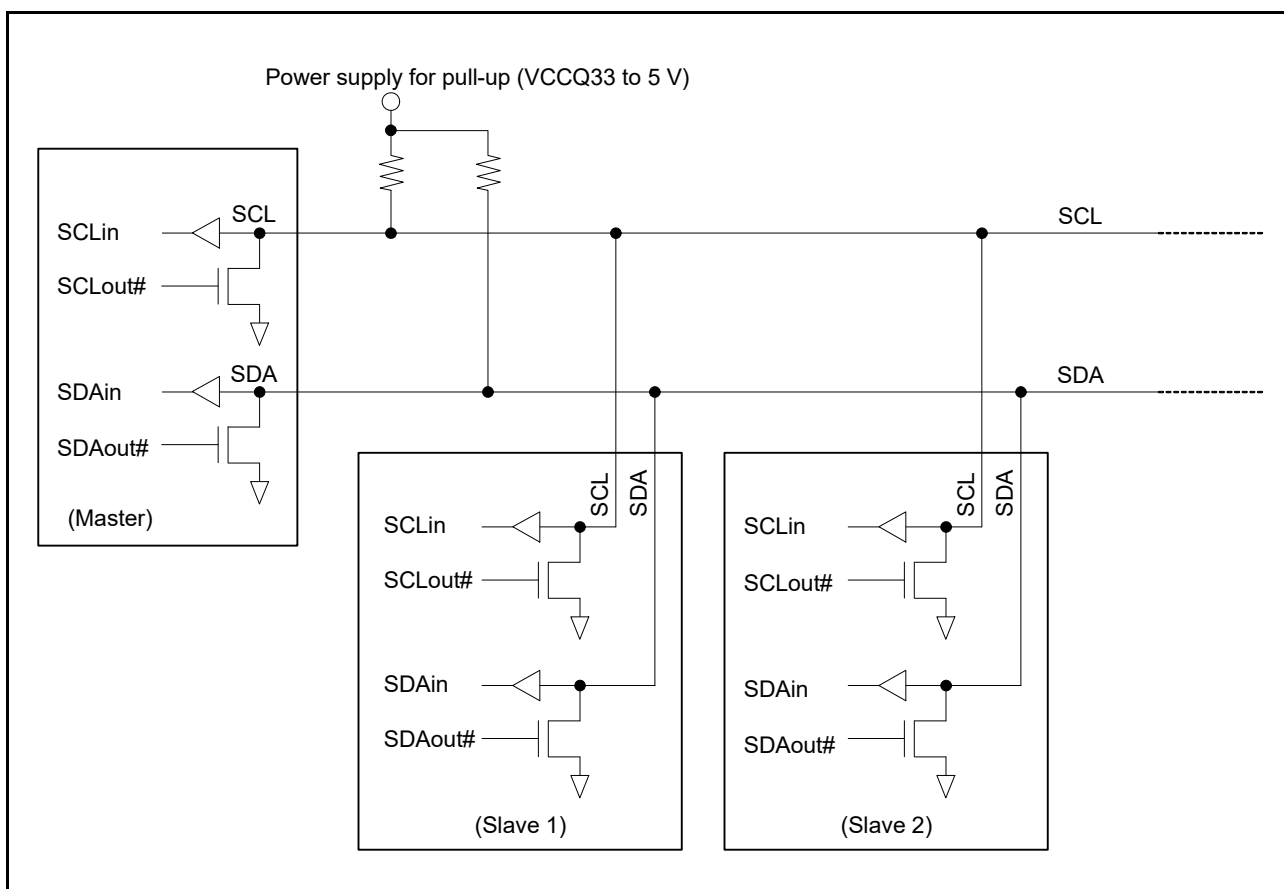 Power supply for pull-up (VCCQ33 to 5 V)
SCL
SCLin
SCLout#
SDA
SDAin
SDAout#
(Master)
SCL
SDA
SCL
SDA
SCLin
SCLout#
SDAin
SDAout#
(Slave 1)
SCL
SDA
SCLin
SCLout#
SDAin
SDAout#
(Slave 2)